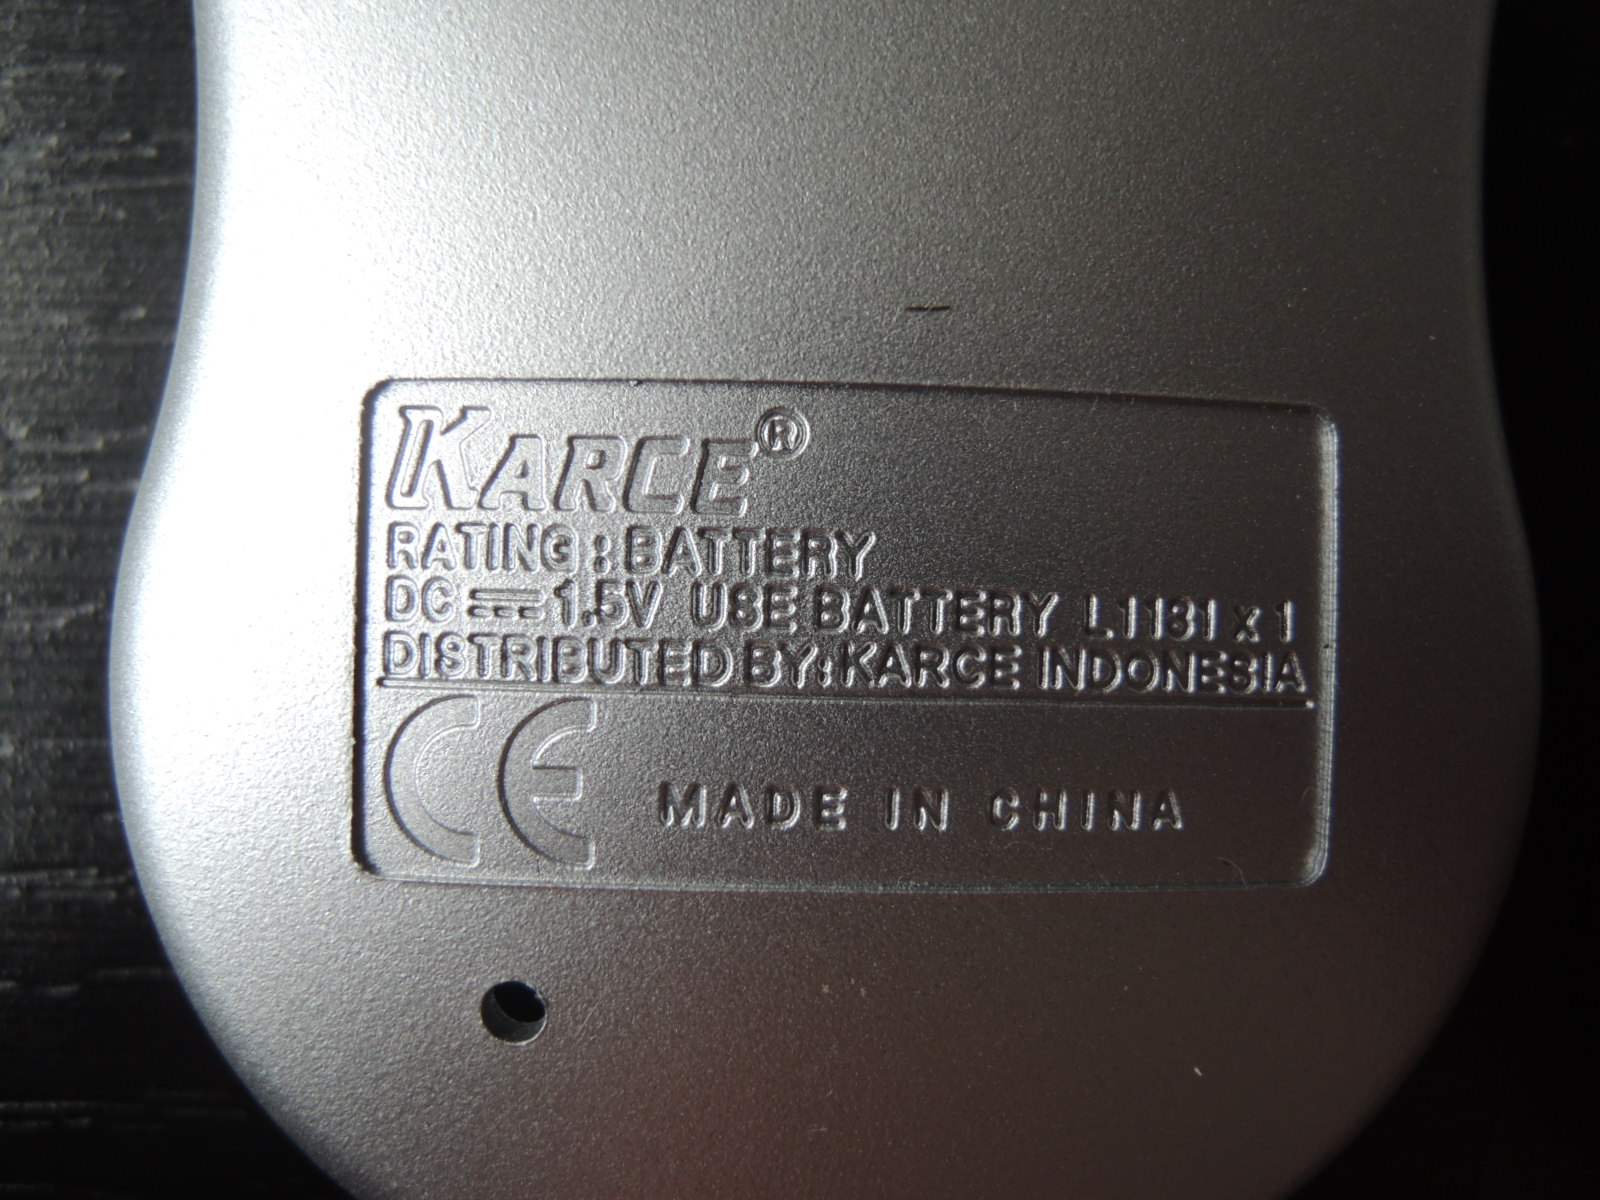 KARCE®
RATING : BATTERY
DC ⎓ 1.5V USE BATTERY L1131 x 1
DISTRIBUTED BY: KARCE INDONESIA
CE
MADE IN CHINA